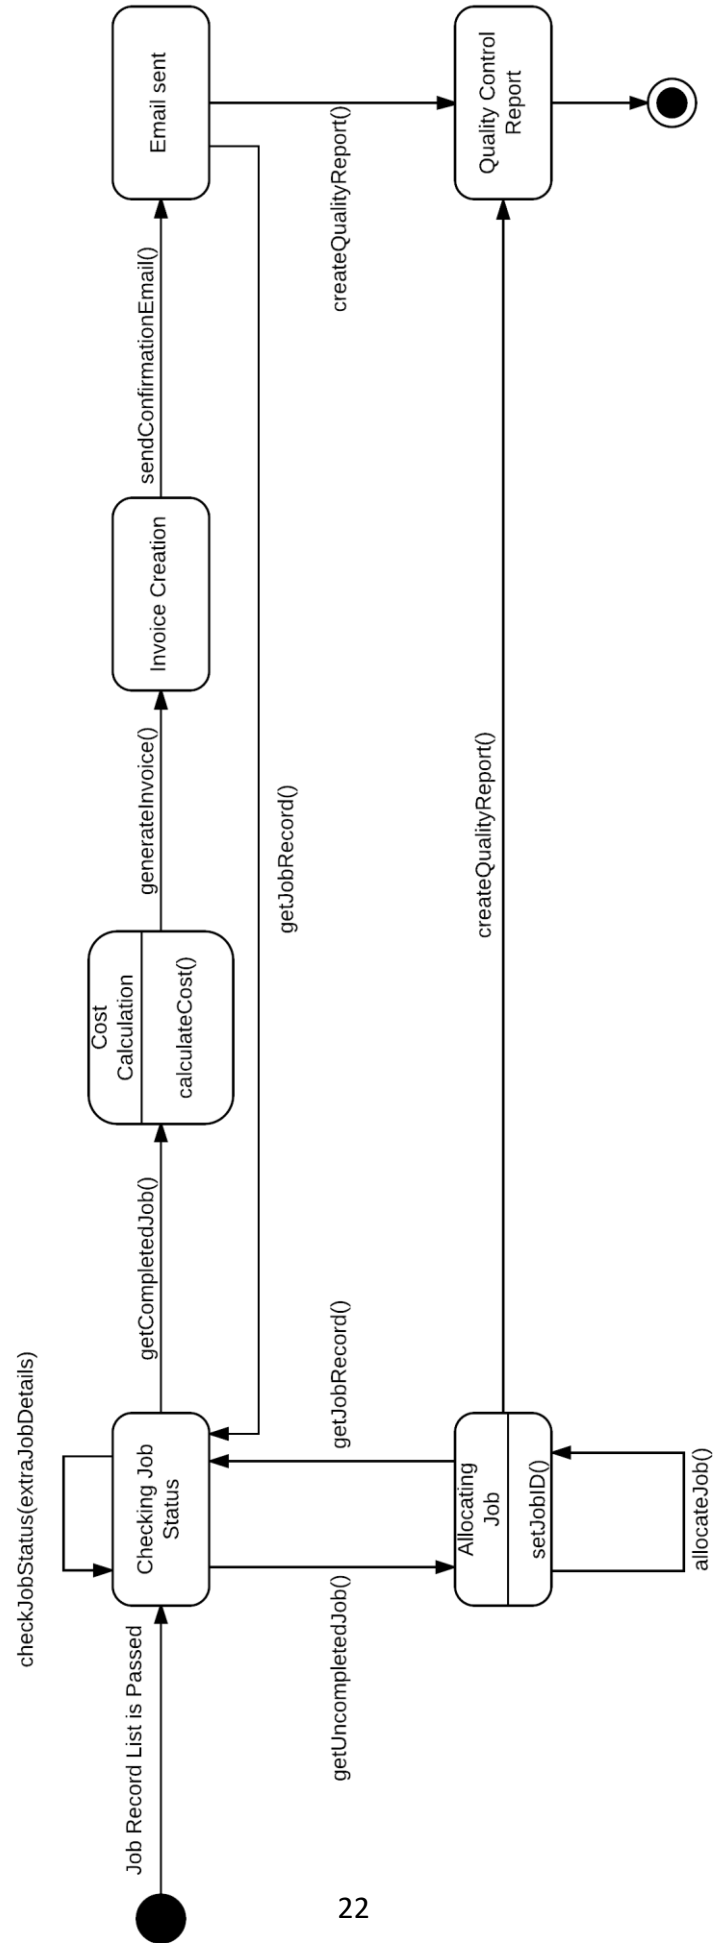 Job Record List is Passed
checkJobStatus(extraJobDetails)
Checking Job
Status
getCompletedJob()
Cost
Calculation
calculateCost()
generateInvoice()
Invoice Creation
sendConfirmationEmail()
Email sent
getJobRecord()
getUncompletedJob()
getJobRecord()
createQualityReport()
Allocating
Job
setJobID()
allocateJob()
createQualityReport()
Quality Control
Report
22